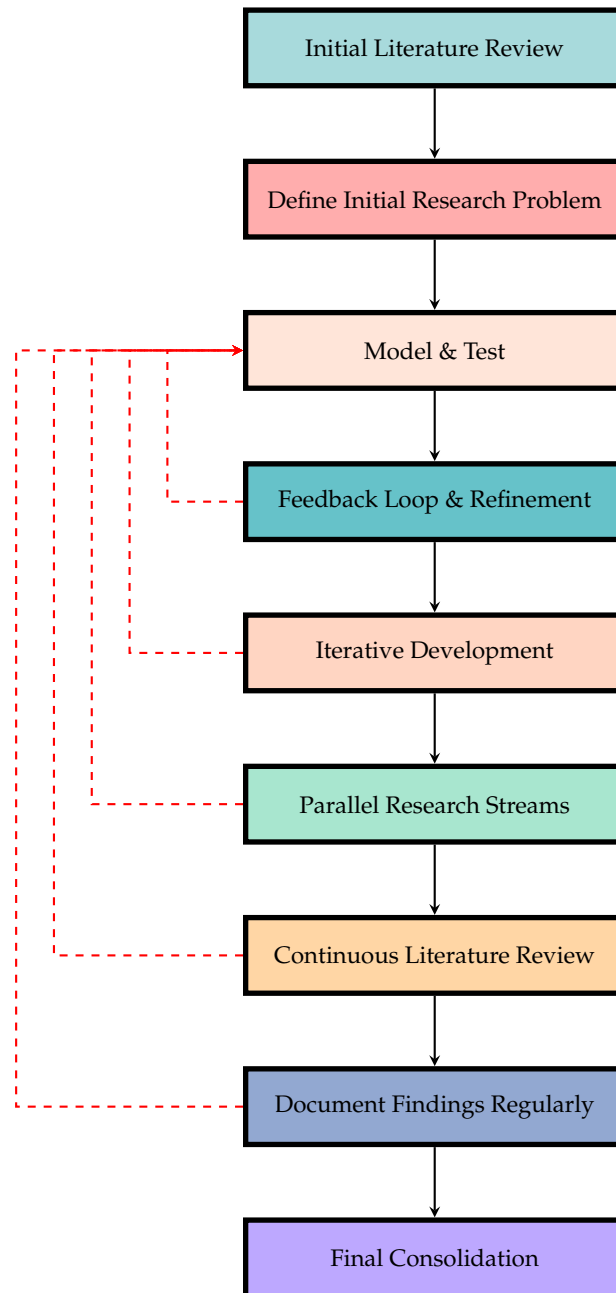 Initial Literature Review
Define Initial Research Problem
Model & Test
Feedback Loop & Refinement
Iterative Development
Parallel Research Streams
Continuous Literature Review
Document Findings Regularly
Final Consolidation